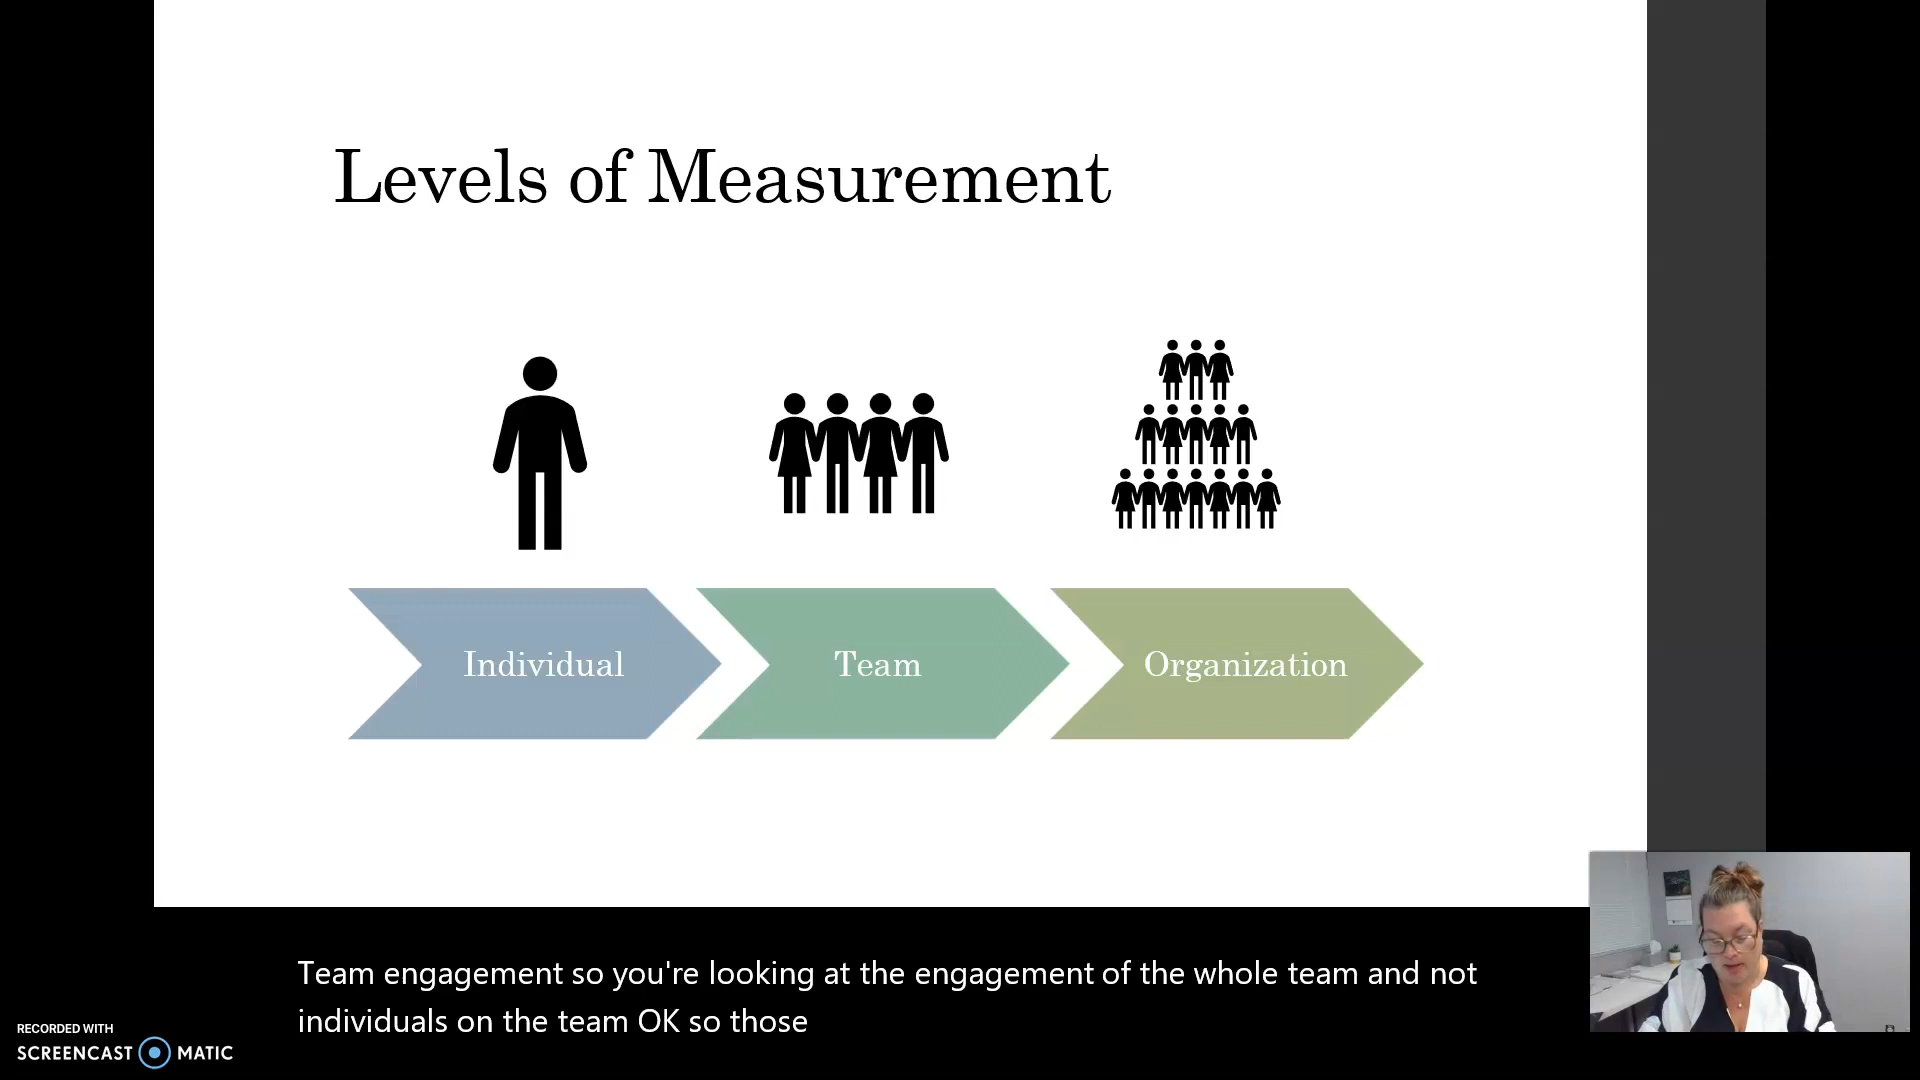 Levels of Measurement
Individual
Team
Organization
Team engagement so you're looking at the engagement of the whole team and not
individuals on the team OK so those
RECORDED WITH
SCREENCAST MATIC